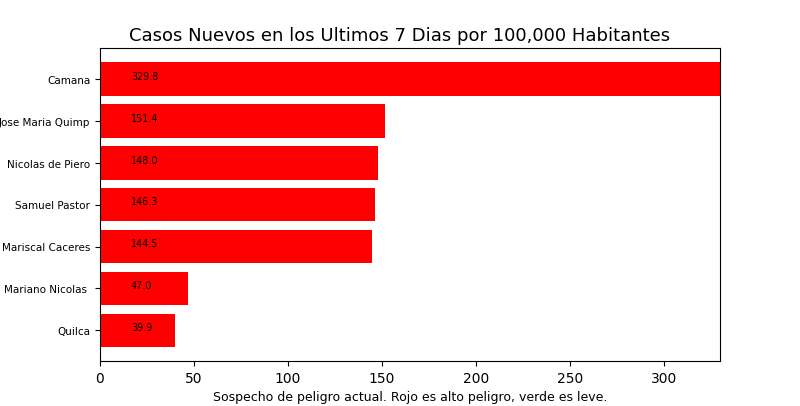 Casos Nuevos en los Ultimos 7 Dias por 100,000 Habitantes
Camana 329.8
Jose Maria Quimp 151.4
Nicolas de Piero 148.0
Samuel Pastor 146.3
Mariscal Caceres 144.5
Mariano Nicolas 47.0
Quilca 39.9
0 50 100 150 200 250 300
Sospecho de peligro actual. Rojo es alto peligro, verde es leve.